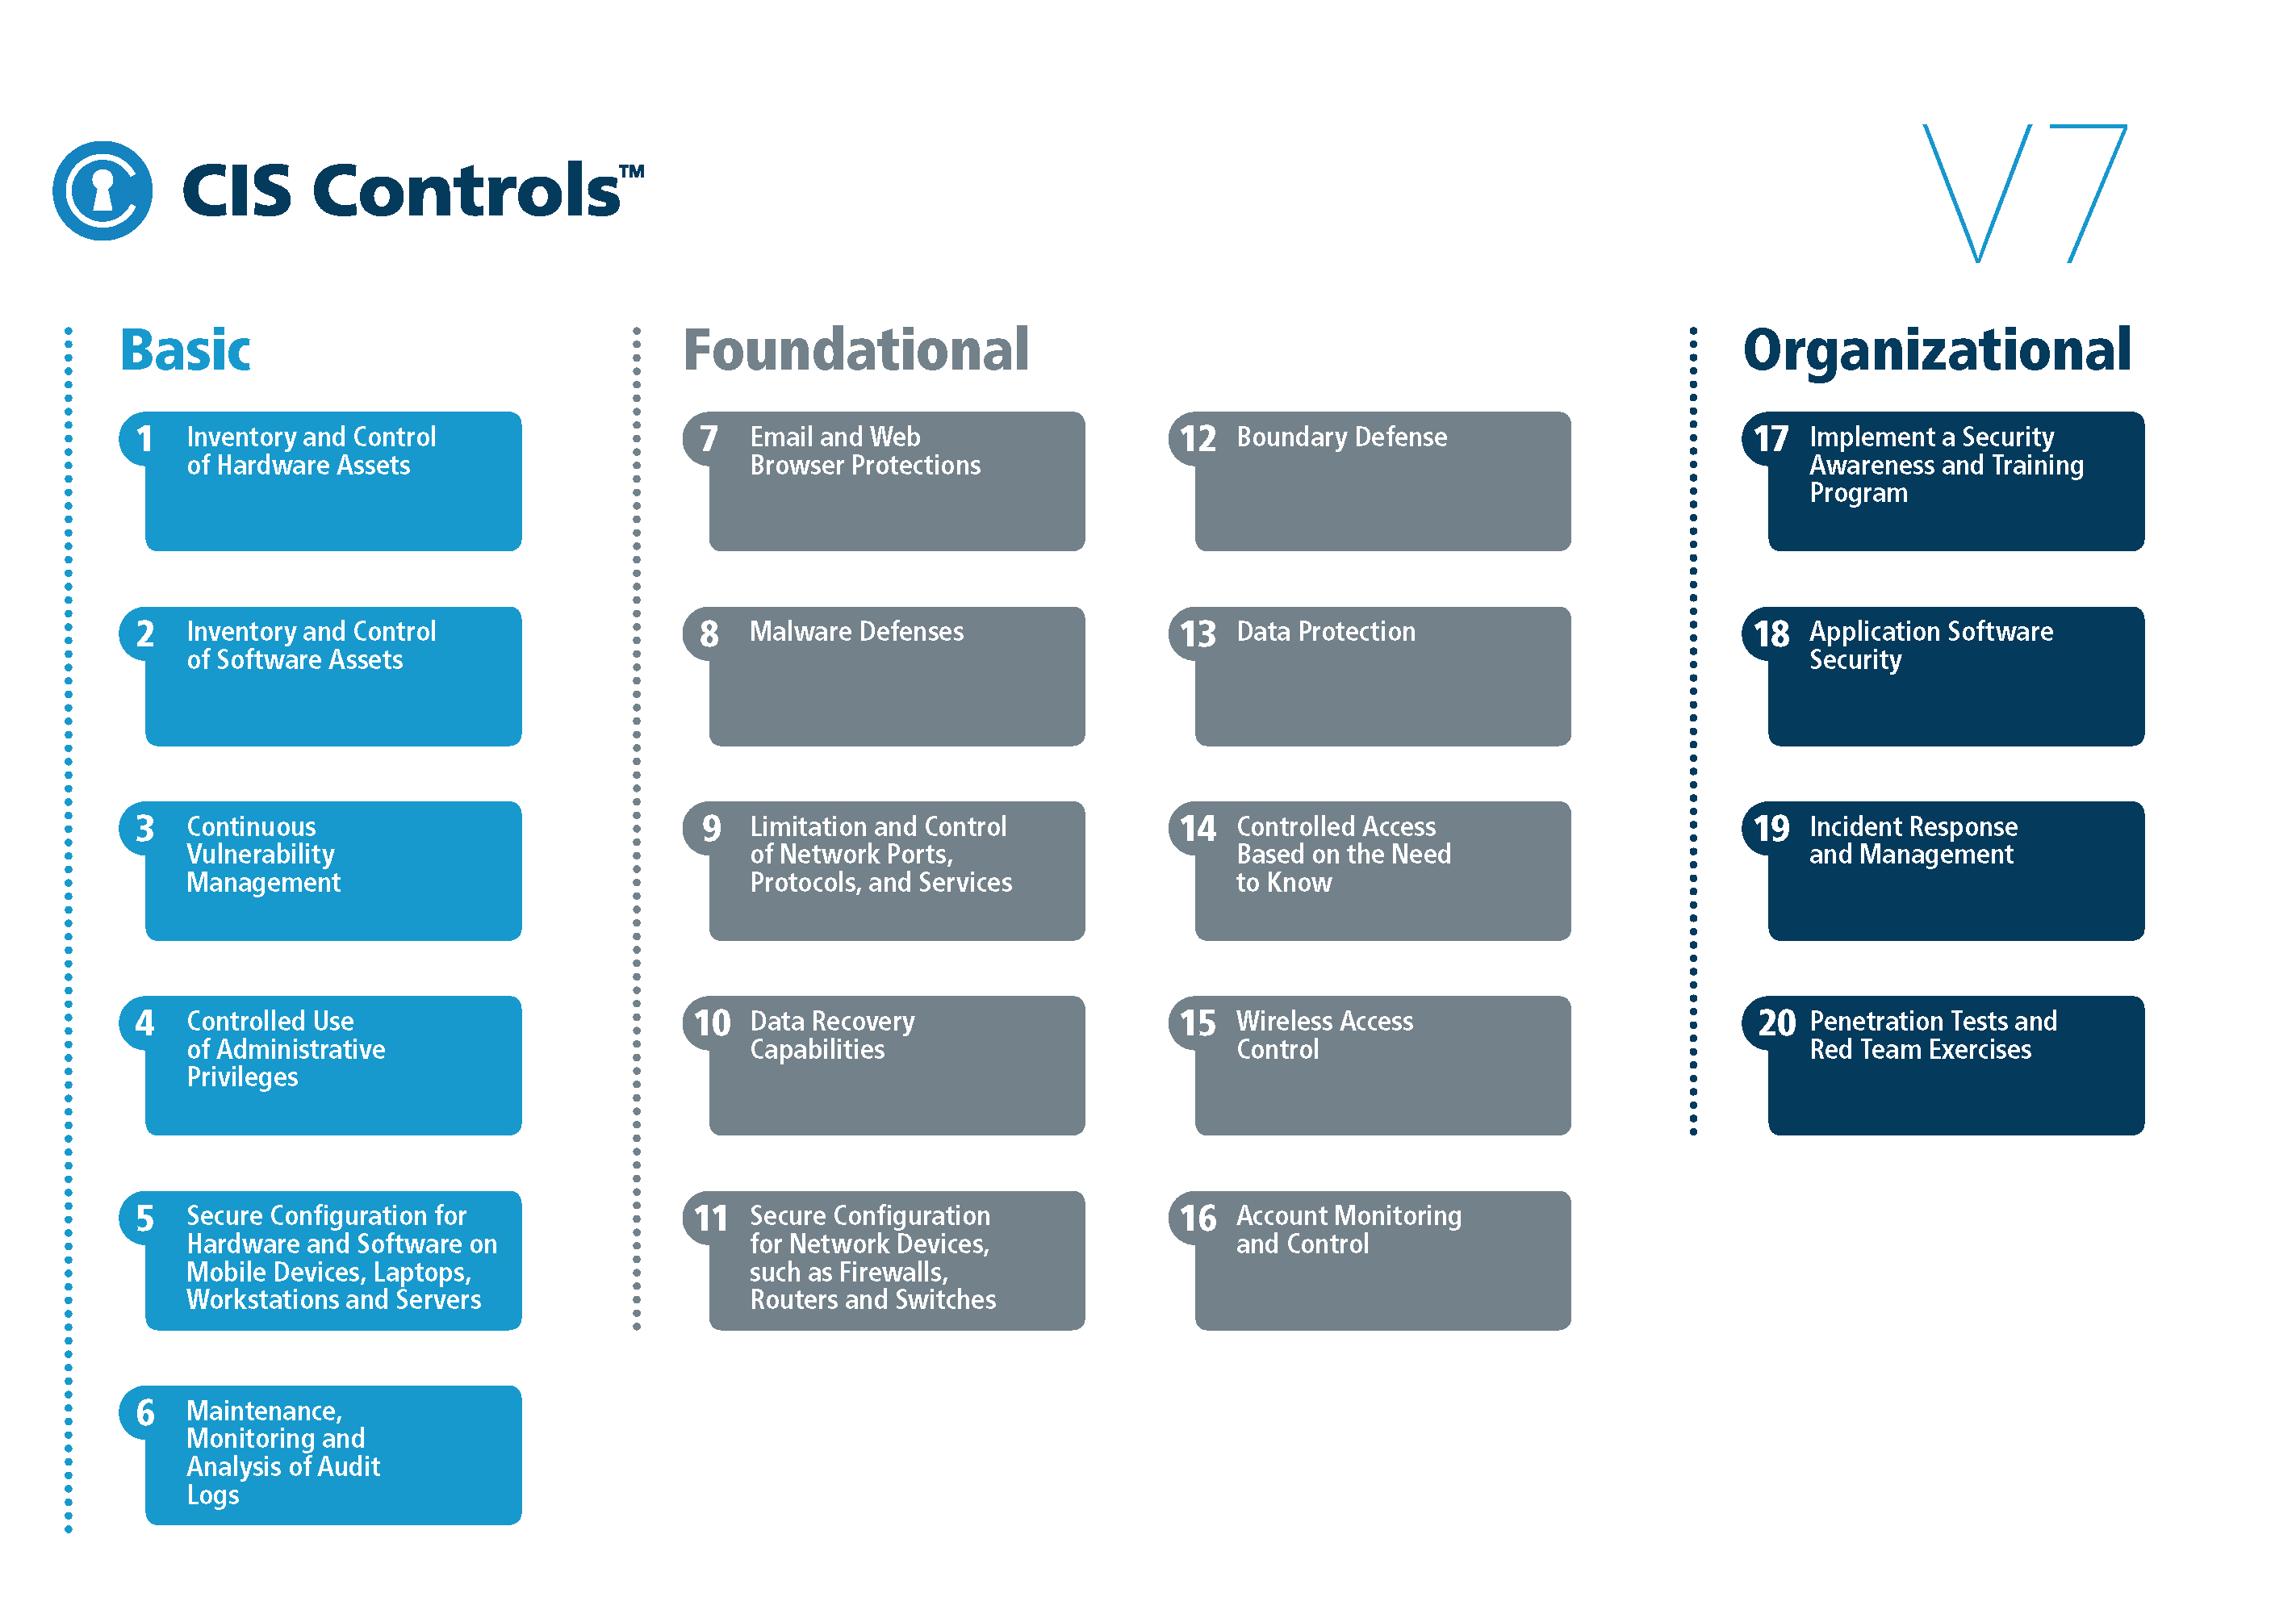 CIS Controls™
V7
Basic
1 Inventory and Control
of Hardware Assets
2 Inventory and Control
of Software Assets
3 Continuous
Vulnerability
Management
4 Controlled Use
of Administrative
Privileges
5 Secure Configuration for
Hardware and Software on
Mobile Devices, Laptops,
Workstations and Servers
6 Maintenance,
Monitoring and
Analysis of Audit
Logs
Foundational
7 Email and Web
Browser Protections
8 Malware Defenses
9 Limitation and Control
of Network Ports,
Protocols, and Services
10 Data Recovery
Capabilities
11 Secure Configuration
for Network Devices,
such as Firewalls,
Routers and Switches
12 Boundary Defense
13 Data Protection
14 Controlled Access
Based on the Need
to Know
15 Wireless Access
Control
16 Account Monitoring
and Control
Organizational
17 Implement a Security
Awareness and Training
Program
18 Application Software
Security
19 Incident Response
and Management
20 Penetration Tests and
Red Team Exercises